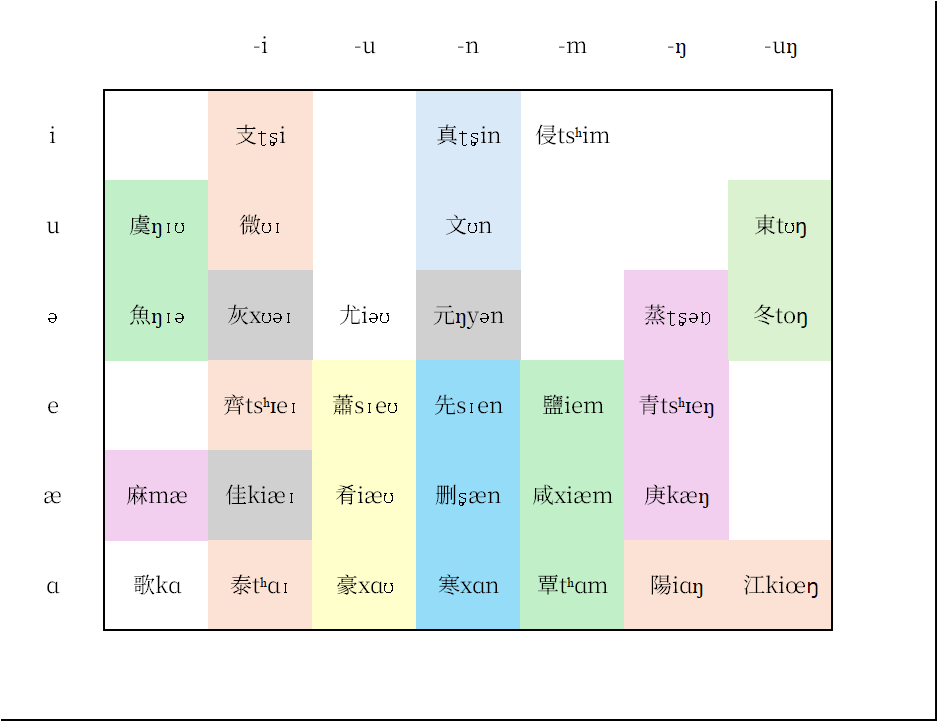 -i -u -n -m -ŋ -uŋ
i 支ʈʂi 真ʈʂin 侵tsʰim
u 虞ŋɪʊ 微ʊɪ 文ʊn 東tʊŋ
ə 魚ŋɪə 灰xʊəɪ 尤iəʊ 元ŋyən 蒸ʈʂəŋ 冬toŋ
e 齊tsʰɪeɪ 蕭sɪeʊ 先sɪen 鹽iem 青tsʰɪeŋ
æ 麻mæ 佳kiæɪ 肴iæʊ 删ʂæn 咸xiæm 庚kæŋ
ɑ 歌kɑ 泰tʰɑɪ 豪xɑʊ 寒xɑn 覃tʰɑm 陽iɑŋ 江kiœŋ